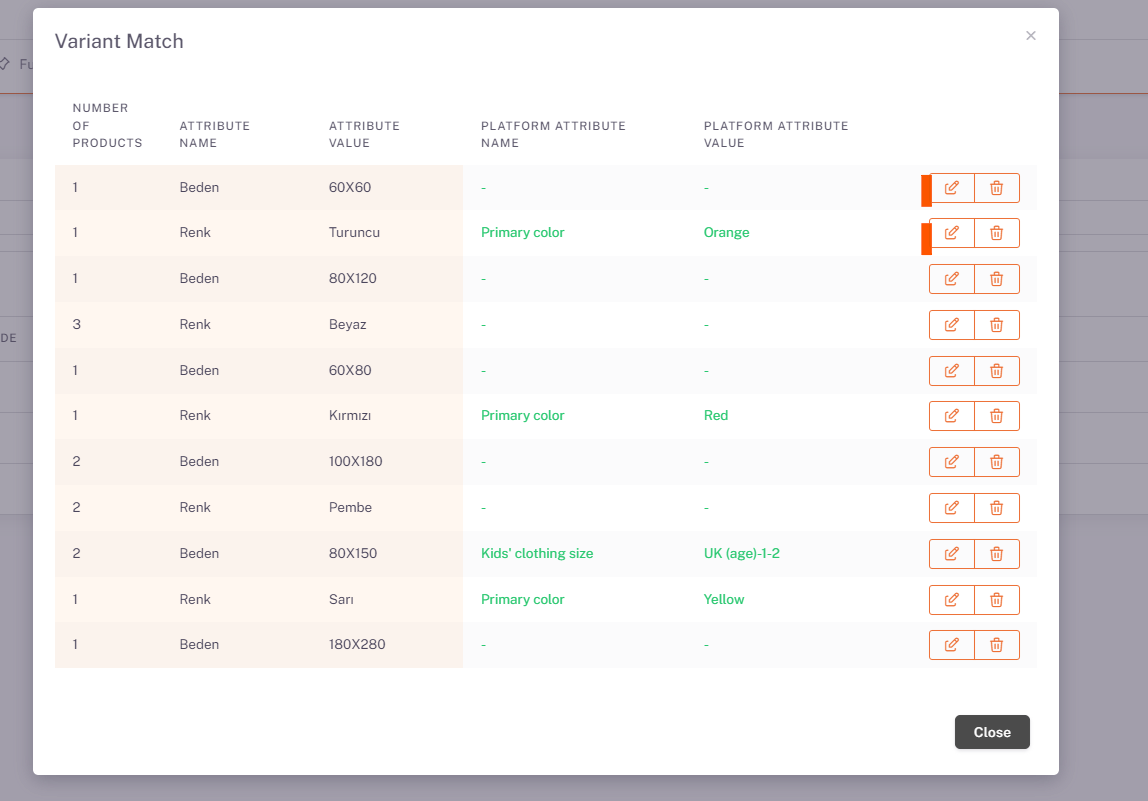 Variant Match
×
Fu
NUMBER OF PRODUCTS ATTRIBUTE NAME ATTRIBUTE VALUE PLATFORM ATTRIBUTE NAME PLATFORM ATTRIBUTE VALUE
1 Beden 60X60 - -
1 Renk Turuncu Primary color Orange
1 Beden 80X120 - -
3 Renk Beyaz - -
DE
1 Beden 60X80 - -
1 Renk Kırmızı Primary color Red
2 Beden 100X180 - -
2 Renk Pembe - -
2 Beden 80X150 Kids' clothing size UK (age)-1-2
1 Renk Sarı Primary color Yellow
1 Beden 180X280 - -
Close